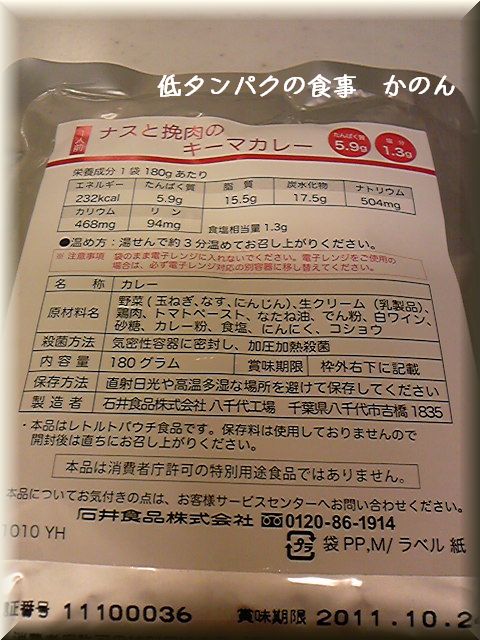 低タンパクの食事 かのん
1人前 ナスと挽肉の
キーマカレー
たんぱく質 5.9g 塩分 1.3g
栄養成分 1袋 180gあたり
エネルギー たんぱく質 脂質 炭水化物 ナトリウム
232kcal 5.9g 15.5g 17.5g 504mg
カリウム リン
468mg 94mg 食塩相当量 1.3g
●温め方：湯せんで約3分温めてお召し上がりください。
※ 注意事項 袋のまま電子レンジに入れないでください。電子レンジをご使用の
場合は、必ず電子レンジ対応の別容器に移し替えてください。
名称 カレー
原材料名 野菜(玉ねぎ、なす、にんじん)、生クリーム(乳製品)、
鶏肉、トマトペースト、なたね油、でん粉、白ワイン、
砂糖、カレー粉、食塩、にんにく、コショウ
殺菌方法 気密性容器に密封し、加圧加熱殺菌
内容量 180グラム 賞味期限 枠外右下に記載
保存方法 直射日光や高温多湿な場所を避けて保存してください
製造者 石井食品株式会社 八千代工場 千葉県八千代市吉橋1835
・本品はレトルトパウチ食品です。保存料は使用しておりませんので
開封後は直ちにお召し上がりください。
本品は消費者庁許可の特別用途食品ではありません。
本品についてお気付きの点は、お客様サービスセンターへお問い合わせください。
石井食品株式会社 0120-86-1914
1010 YH
プラ 袋PP,M/ラベル 紙
証番号 11100036 賞味期限 2011.10.2